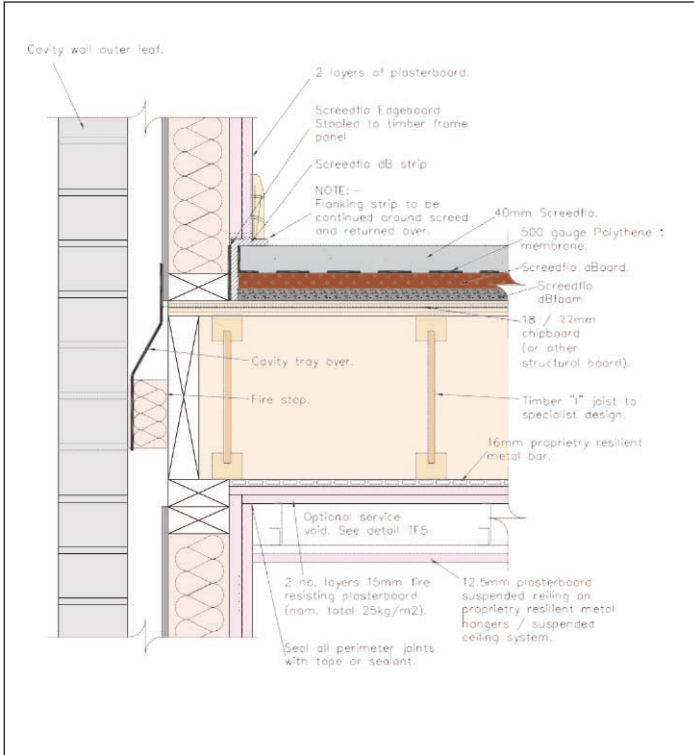 Cavity wall outer leaf.
2 layers of plasterboard.
Screedflo Edgeboard
Stapled to timber frame
panel
Screedflo dB strip
NOTE:-
Flanking strip to be
continued around screed
and returned over.
40mm Screedflo.
500 gauge Polythene
membrane.
Screedflo dBoard.
Screedflo
dBfoam
18 / 22mm
chipboard
(or other
structural board).
Cavity tray over.
Fire stop.
Timber "I" joist to
specialist design.
16mm proprietry resilient
metal bar.
Optional service
void. See detail TF5
2 no. layers 15mm fire
resisting plasterboard
(nom. total 25kg/m2).
12.5mm plasterboard
suspended ceiling on
proprietry resilient metal
hangers / suspended
ceiling system.
Seal all perimeter joints
with tape or sealant.